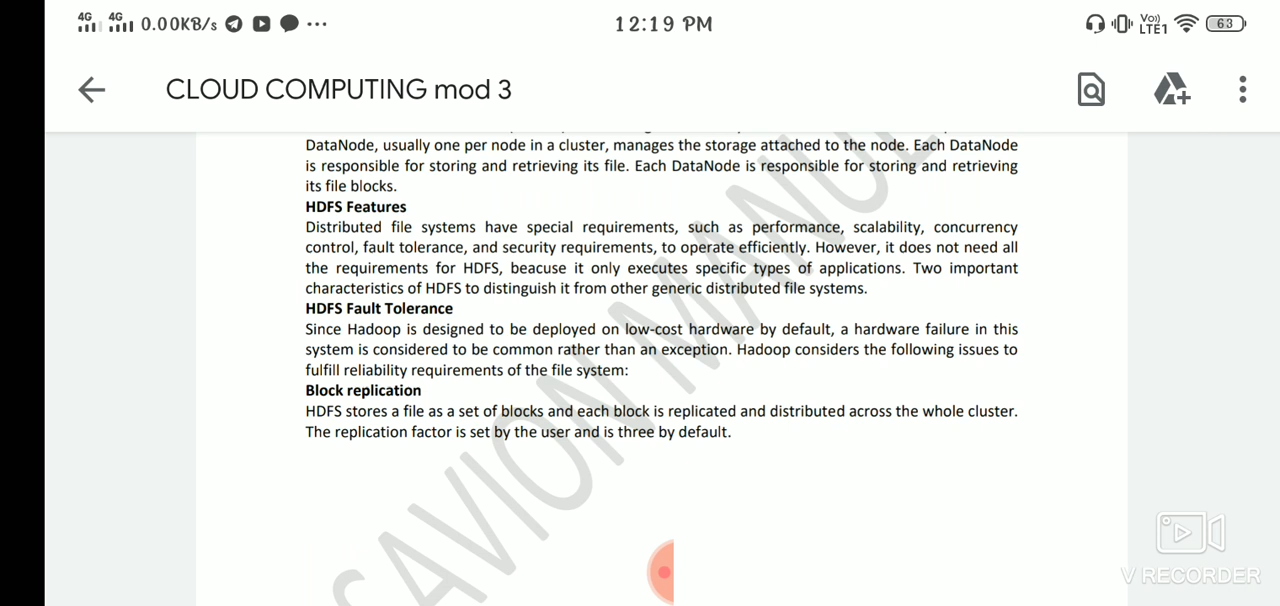 4G 4G 0.00KB/s ... 12:19 PM Vo)) LTE1 63
CLOUD COMPUTING mod 3
DataNode, usually one per node in a cluster, manages the storage attached to the node. Each DataNode
is responsible for storing and retrieving its file. Each DataNode is responsible for storing and retrieving
its file blocks.
HDFS Features
Distributed file systems have special requirements, such as performance, scalability, concurrency
control, fault tolerance, and security requirements, to operate efficiently. However, it does not need all
the requirements for HDFS, beacuse it only executes specific types of applications. Two important
characteristics of HDFS to distinguish it from other generic distributed file systems.
HDFS Fault Tolerance
Since Hadoop is designed to be deployed on low-cost hardware by default, a hardware failure in this
system is considered to be common rather than an exception. Hadoop considers the following issues to
fulfill reliability requirements of the file system:
Block replication
HDFS stores a file as a set of blocks and each block is replicated and distributed across the whole cluster.
The replication factor is set by the user and is three by default.
SAVION MANUEL
V RECORDER